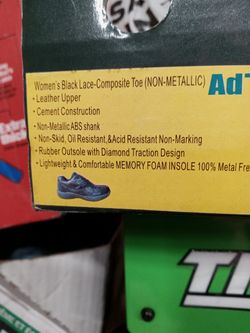 Women's Black Lace-Composite Toe (NON-METALLIC)
• Leather Upper
• Cement Construction
• Non-Metallic ABS shank
• Non-Skid, Oil Resistant,&Acid Resistant Non-Marking
• Rubber Outsole with Diamond Traction Design
• Lightweight & Comfortable MEMORY FOAM INSOLE 100% Metal Fre
AdT
Extra
TI